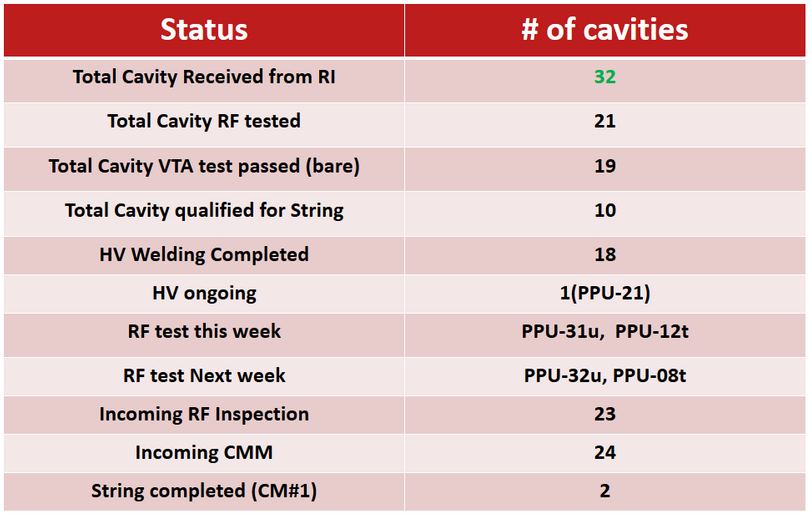 Status # of cavities
Total Cavity Received from RI 32
Total Cavity RF tested 21
Total Cavity VTA test passed (bare) 19
Total Cavity qualified for String 10
HV Welding Completed 18
HV ongoing 1(PPU-21)
RF test this week PPU-31u, PPU-12t
RF test Next week PPU-32u, PPU-08t
Incoming RF Inspection 23
Incoming CMM 24
String completed (CM#1) 2